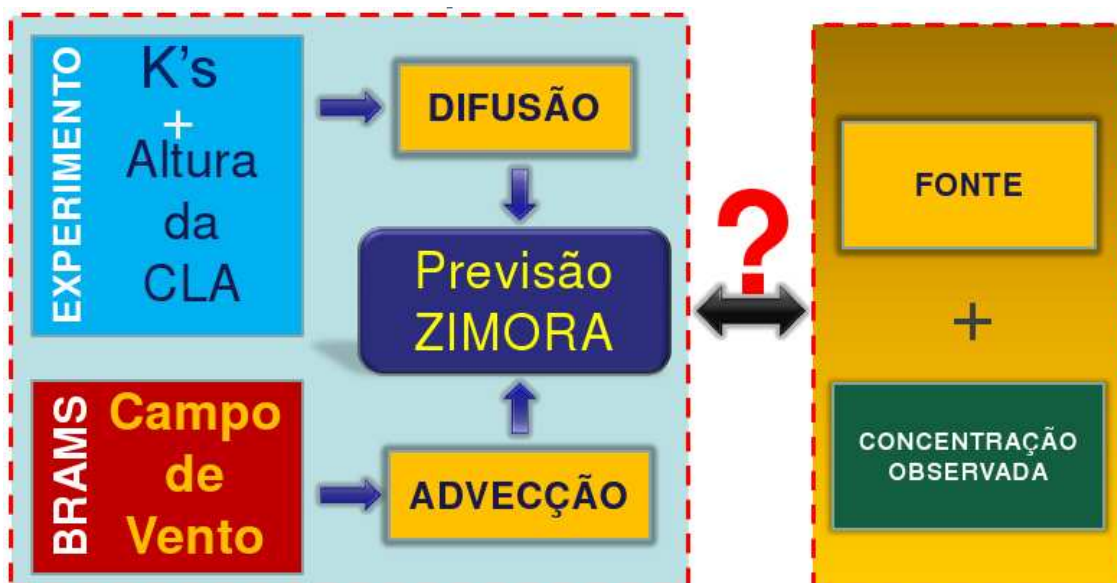 EXPERIMENTO
K's
+
Altura
da
CLA
DIFUSÃO
Previsão
ZIMORA
BRAMS
Campo
de
Vento
ADVECÇÃO
?
FONTE
+
CONCENTRAÇÃO
OBSERVADA